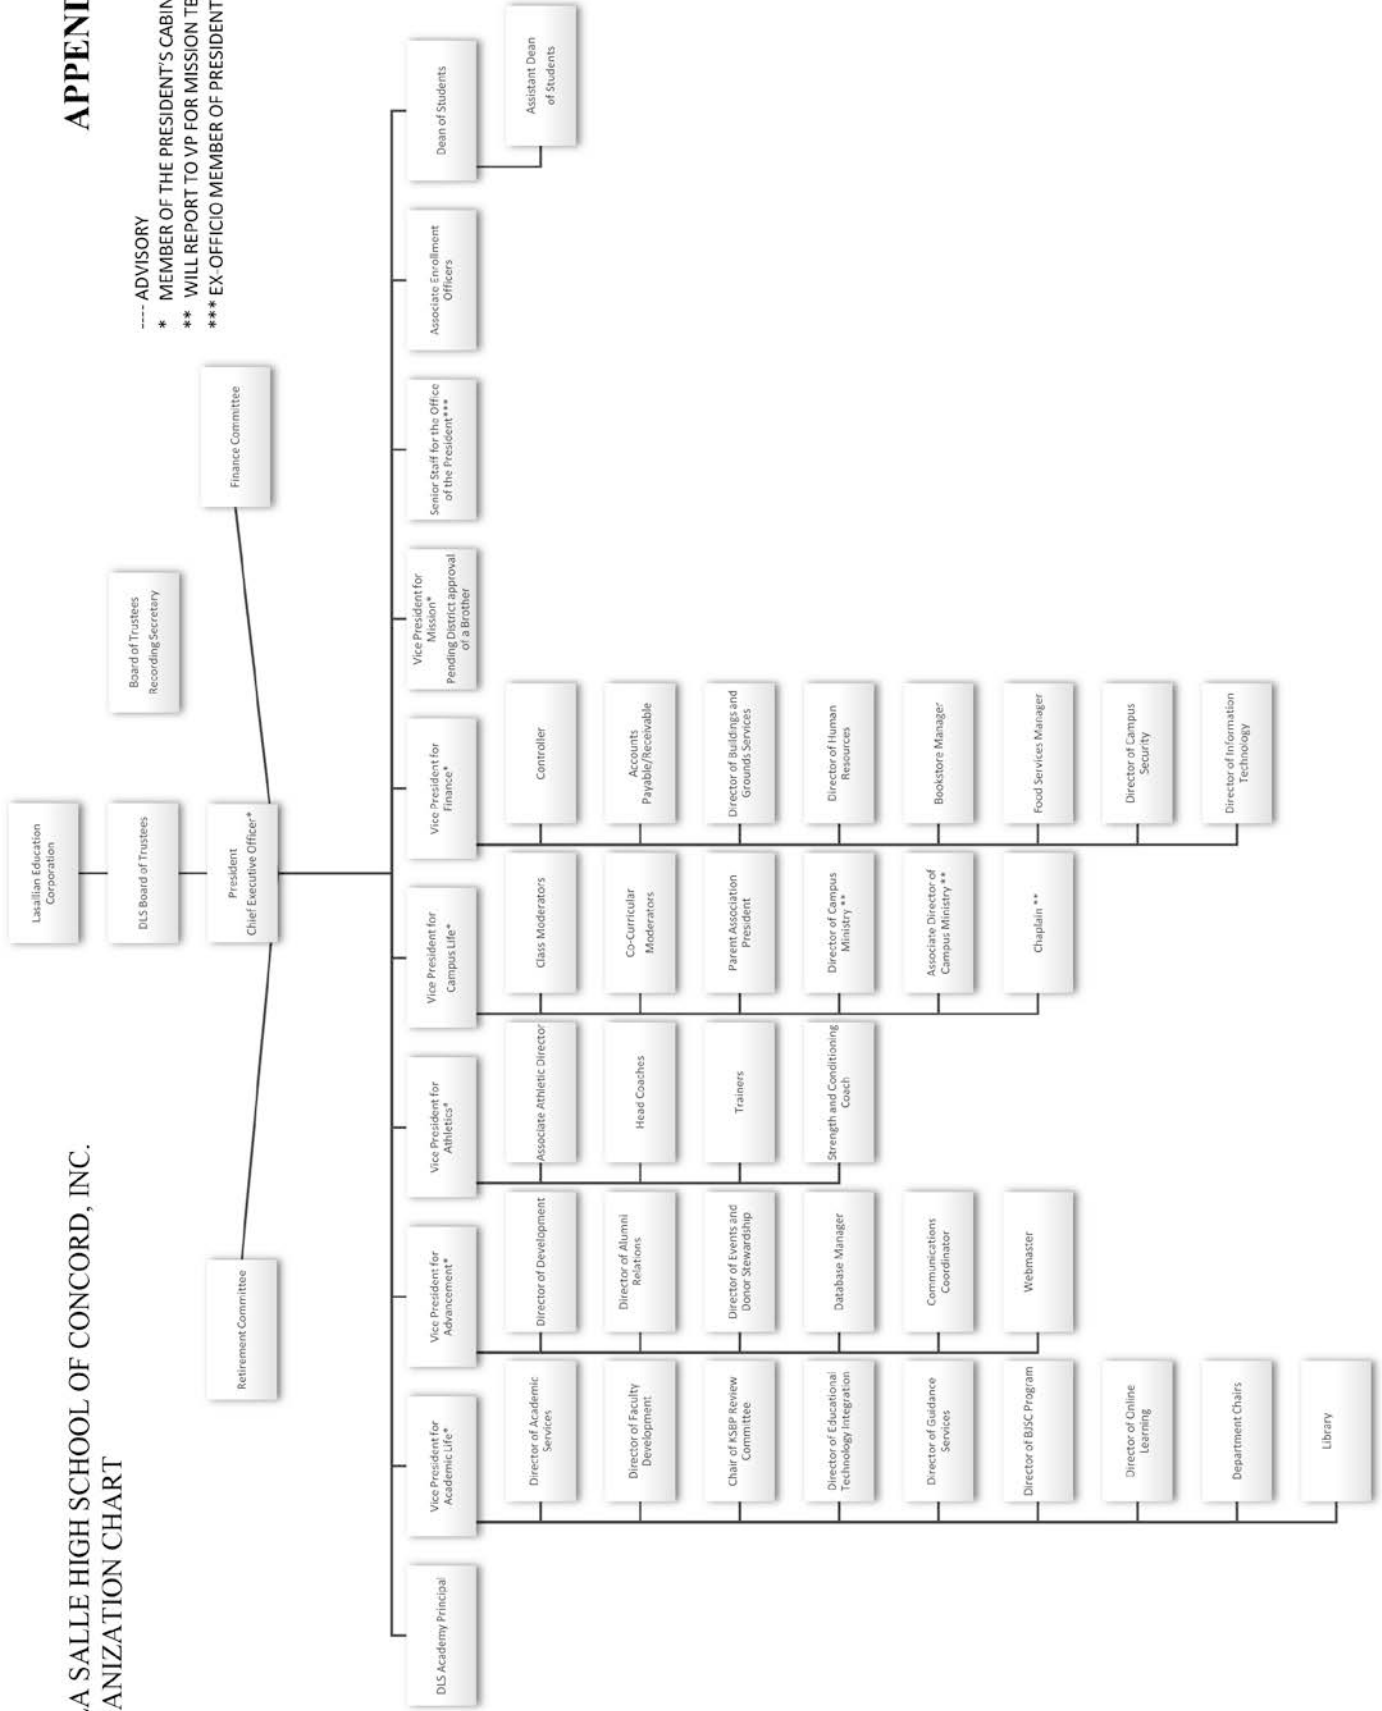 A SALLE HIGH SCHOOL OF CONCORD, INC.
ANIZATION CHART
APPEND
---- ADVISORY
* MEMBER OF THE PRESIDENT'S CABIN
** WILL REPORT TO VP FOR MISSION TE
*** EX-OFFICIO MEMBER OF PRESIDENT
Lasallian Education
Corporation
DLS Board of Trustees
Board of Trustees
Recording Secretary
Retirement Committee
President
Chief Executive Officer*
Finance Committee
DLS Academy Principal
Vice President for
Academic Life*
Director of Academic
Services
Director of Faculty
Development
Chair of KSBP Review
Committee
Director of Educational
Technology Integration
Director of Guidance
Services
Director of BJSC Program
Director of Online
Learning
Department Chairs
Library
Vice President for
Advancement*
Director of Development
Director of Alumni
Relations
Director of Events and
Donor Stewardship
Database Manager
Communications
Coordinator
Webmaster
Vice President for
Athletics*
Associate Athletic Director
Head Coaches
Trainers
Strength and Conditioning
Coach
Vice President for
Campus Life*
Class Moderators
Co-Curricular
Moderators
Parent Association
President
Director of Campus
Ministry **
Associate Director of
Campus Ministry **
Chaplain **
Vice President for
Finance*
Controller
Accounts
Payable/Receivable
Director of Buildings and
Grounds Services
Director of Human
Resources
Bookstore Manager
Food Services Manager
Director of Campus
Security
Director of Information
Technology
Vice President for
Mission*
Pending District approval
of a Brother
Senior Staff for the Office
of the President***
Associate Enrollment
Officers
Dean of Students
Assistant Dean
of Students